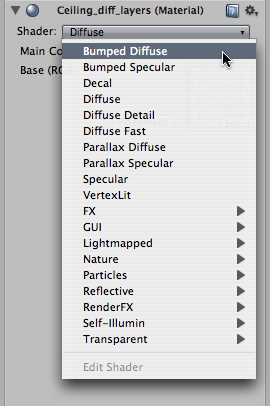 Ceiling_diff_layers (Material)
Shader: Diffuse
Main Co
Base (RG
Bumped Diffuse
Bumped Specular
Decal
Diffuse
Diffuse Detail
Diffuse Fast
Parallax Diffuse
Parallax Specular
Specular
VertexLit
FX
GUI
Lightmapped
Nature
Particles
Reflective
RenderFX
Self-Illumin
Transparent
Edit Shader